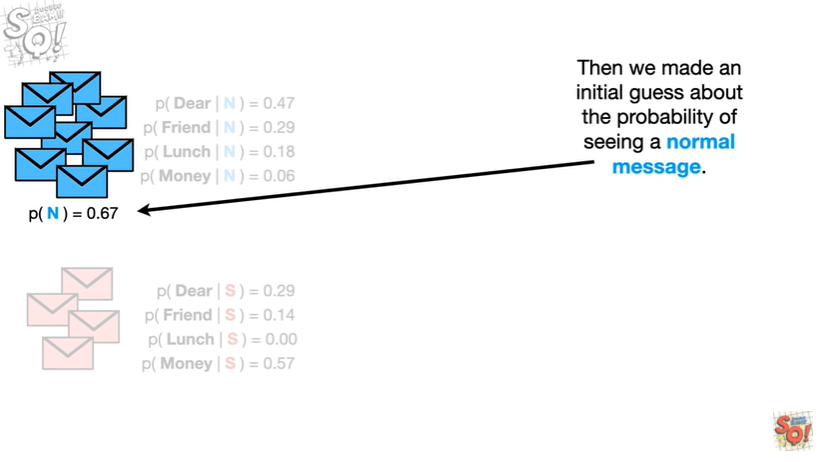 SQ!
p( Dear | N ) = 0.47
p( Friend | N ) = 0.29
p( Lunch | N ) = 0.18
p( Money | N ) = 0.06
p( N ) = 0.67
Then we made an
initial guess about
the probability of
seeing a normal
message.
p( Dear | S ) = 0.29
p( Friend | S ) = 0.14
p( Lunch | S ) = 0.00
p( Money | S ) = 0.57
SQ!